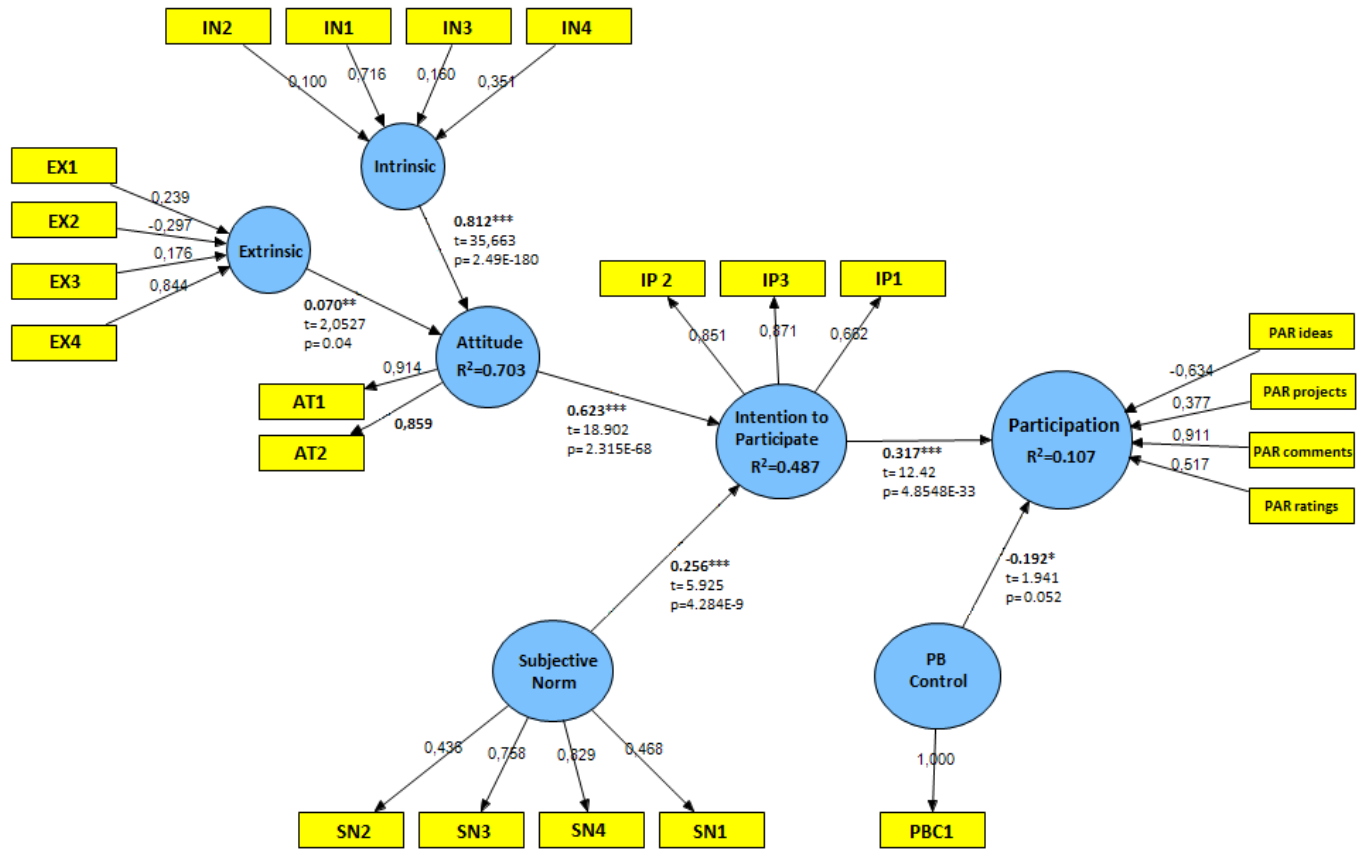 IN2
IN1
IN3
IN4
0,100
0,716
0,160
0,351
EX1
EX2
EX3
EX4
0,239
-0,297
0,176
0,844
Intrinsic
Extrinsic
0.812***
t=35,663
p=2.49E-180
0.070**
t=2,0527
p=0.04
Attitude
R²=0.703
0,914
0,859
AT1
AT2
IP 2
IP3
IP1
0,851
0,871
0,662
0.623***
t=18.902
p=2.315E-68
Intention to
Participate
R²=0.487
0.317***
t=12.42
p=4.8548E-33
Participation
R²=0.107
PAR ideas
PAR projects
PAR comments
PAR ratings
-0,634
0,377
0,911
0,517
0.256***
t=5.925
p=4.284E-9
-0.192*
t=1.941
p=0.052
Subjective
Norm
PB
Control
0,436
0,758
0,829
0,468
1,000
SN2
SN3
SN4
SN1
PBC1